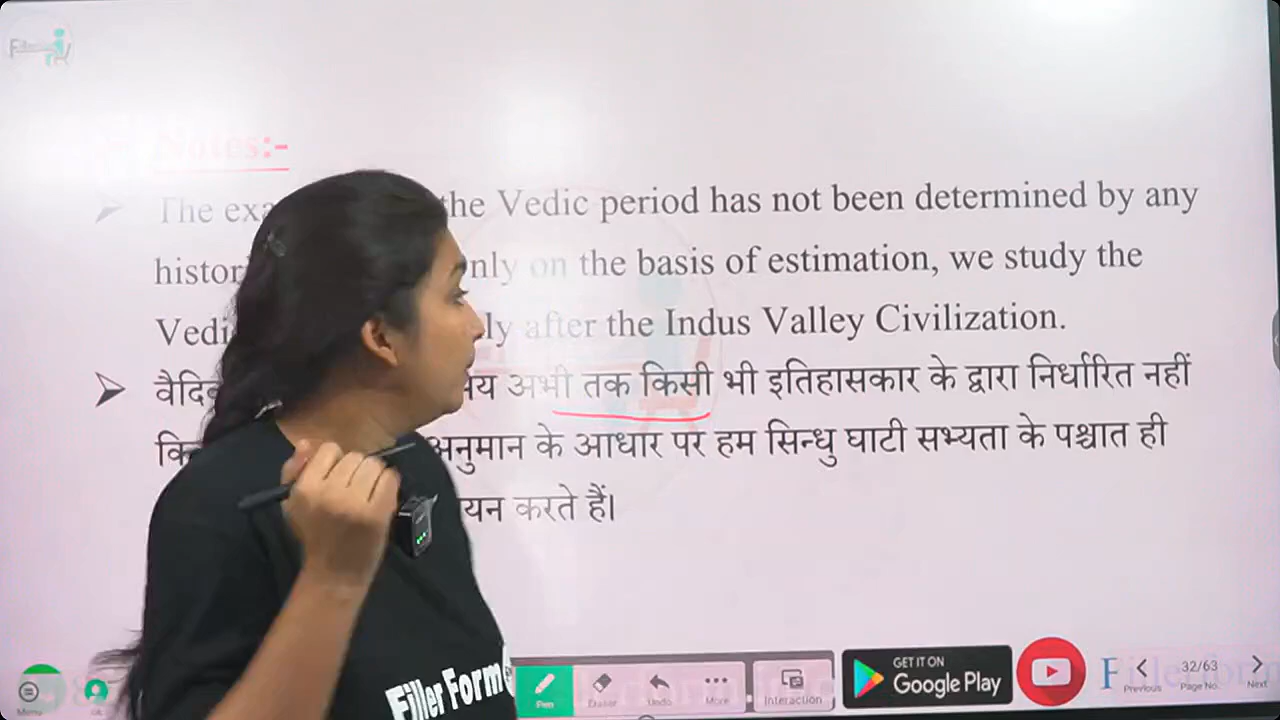 Notes:-
The exa the Vedic period has not been determined by any
histor nly on the basis of estimation, we study the
Vedi ly after the Indus Valley Civilization.
वैदिक य अभी तक किसी भी इतिहासकार के द्वारा निर्धारित नहीं
कि अनुमान के आधार पर हम सिन्धु घाटी सभ्यता के पश्चात ही
यन करते हैं।
Filler Form
Menu
Pen
Eraser
Undo
More
Interaction
GET IT ON
Google Play
Previous
32/63
Page No.
Next